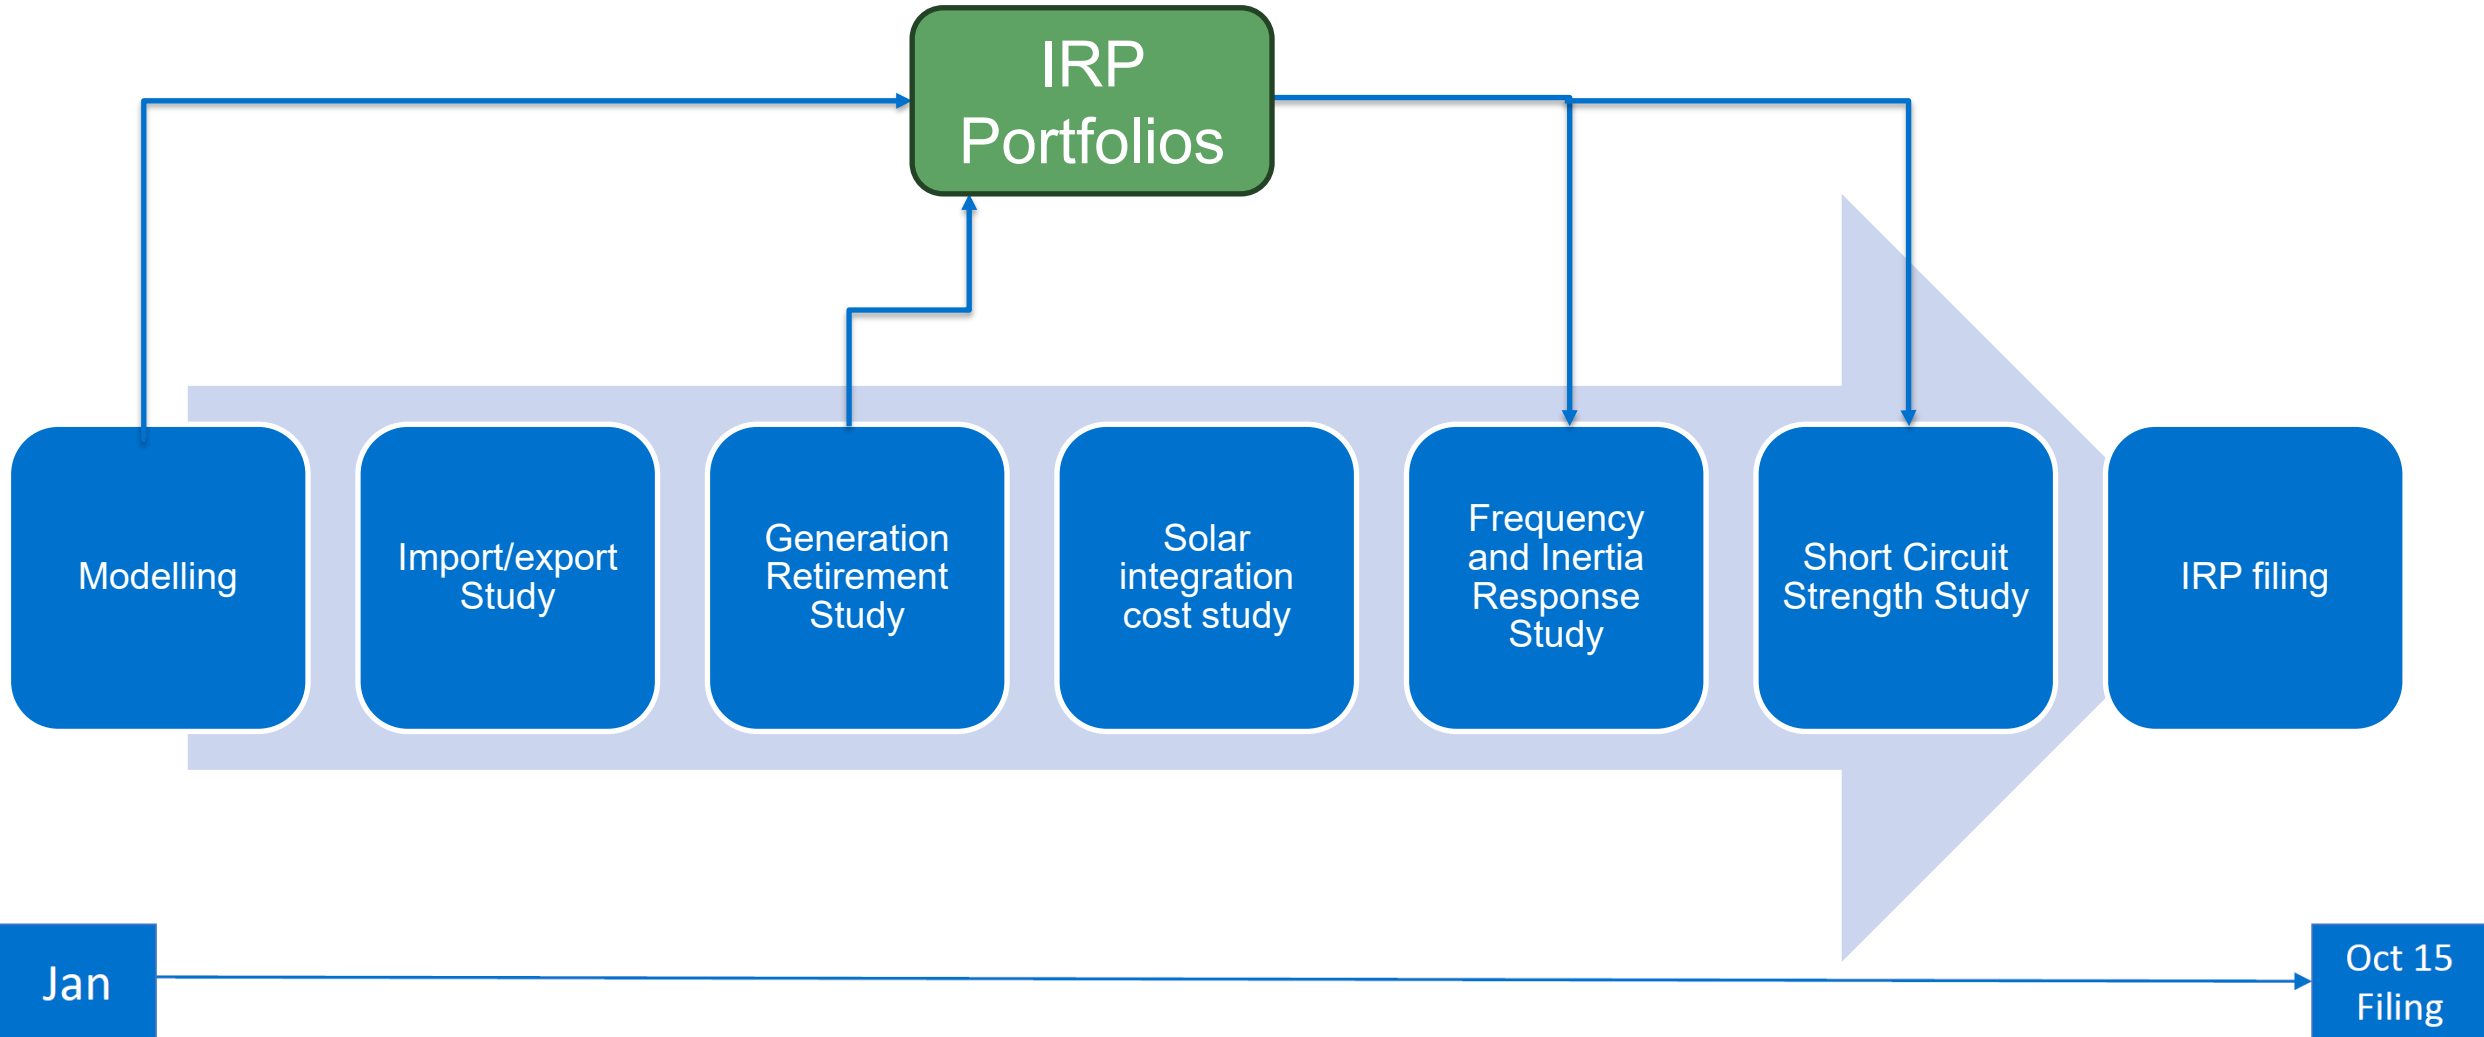 IRP
Portfolios
Modelling
Import/export
Study
Generation
Retirement
Study
Solar
integration
cost study
Frequency
and Inertia
Response
Study
Short Circuit
Strength Study
IRP filing
Jan
Oct 15
Filing